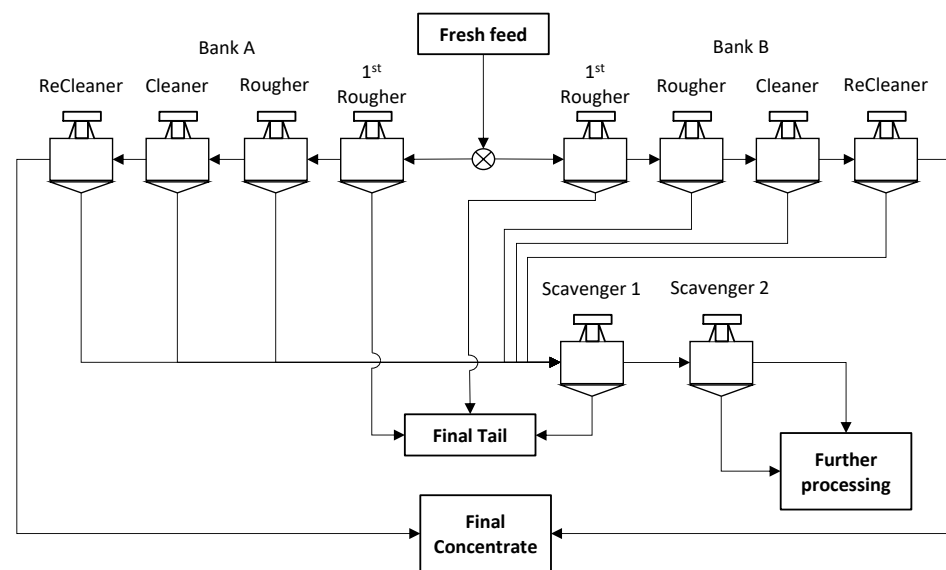 Fresh feed
Bank A
Bank B
ReCleaner
Cleaner
Rougher
1st
Rougher
1st
Rougher
Rougher
Cleaner
ReCleaner
Scavenger 1
Scavenger 2
Final Tail
Further
processing
Final
Concentrate